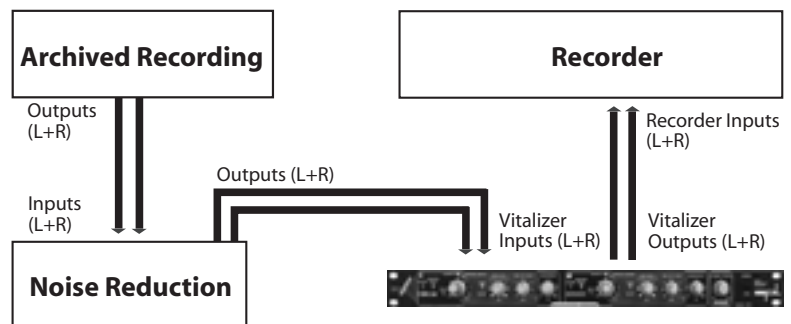 Archived Recording
Recorder
Outputs
(L+R)
Recorder Inputs
(L+R)
Outputs (L+R)
Inputs
(L+R)
Vitalizer
Inputs (L+R)
Vitalizer
Outputs (L+R)
Noise Reduction